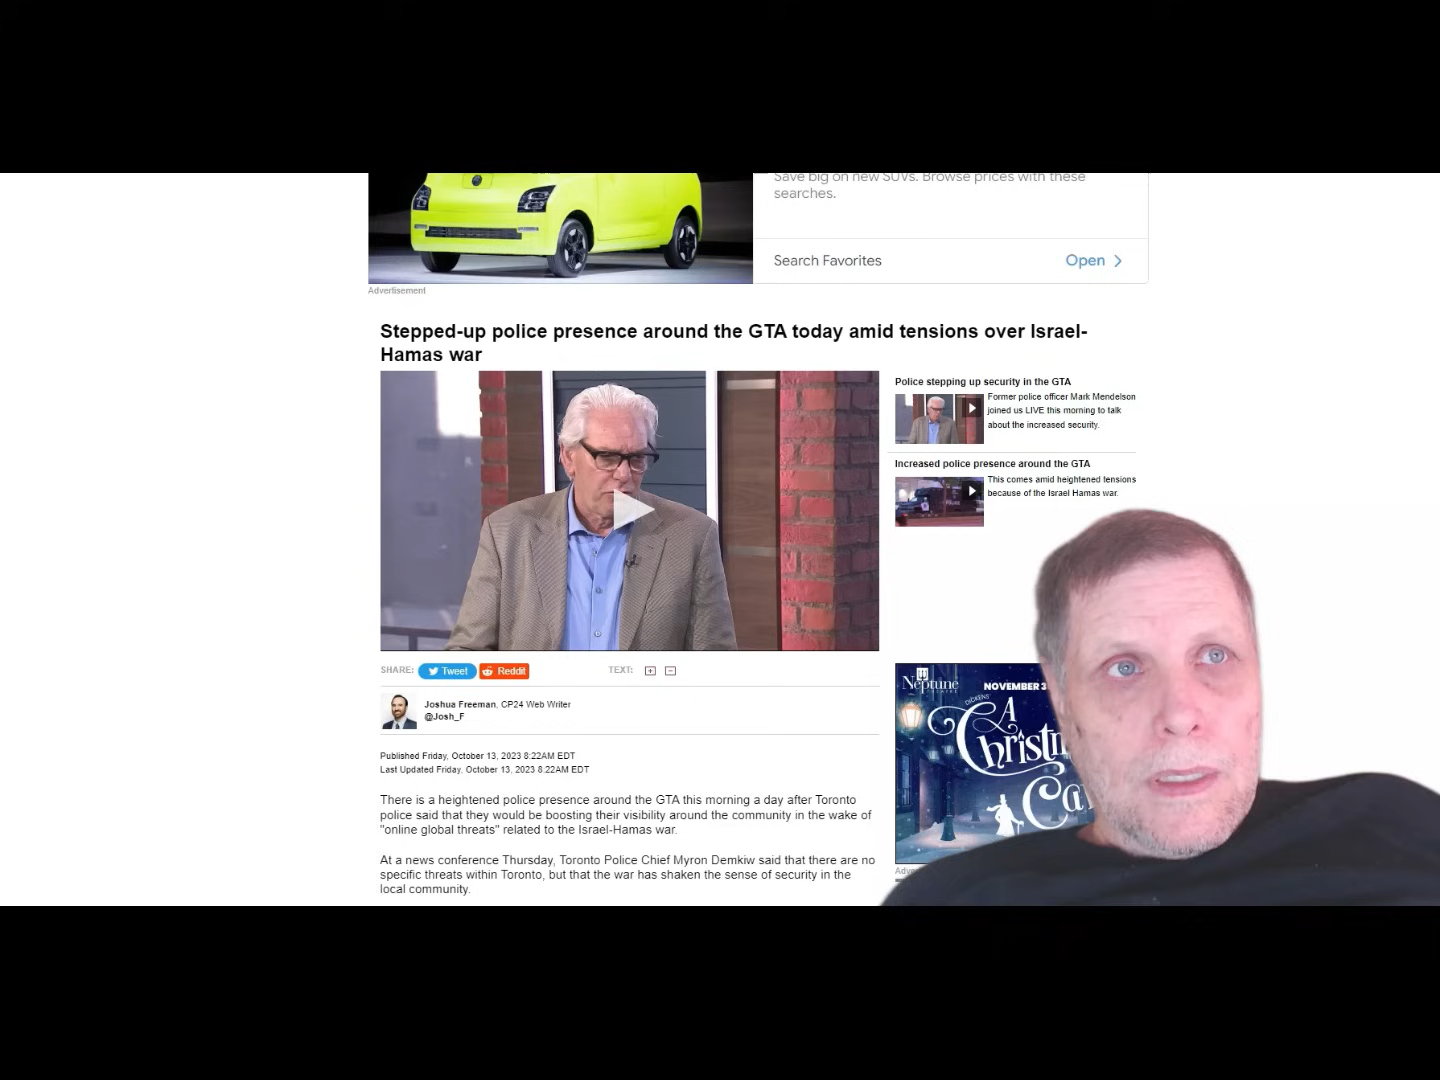 Save big on new SUVs. Browse prices with these
searches.
Search Favorites
Open
Advertisement
Stepped-up police presence around the GTA today amid tensions over Israel-
Hamas war
Police stepping up security in the GTA
Former police officer Mark Mendelson
joined us LIVE this morning to talk
about the increased security.
Increased police presence around the GTA
This comes amid heightened tensions
because of the Israel Hamas war.
SHARE:
Tweet
Reddit
TEXT:
Joshua Freeman, CP24 Web Writer
@Josh_F
Published Friday, October 13, 2023 8:22AM EDT
Last Updated Friday, October 13, 2023 8:22AM EDT
There is a heightened police presence around the GTA this morning a day after Toronto
police said that they would be boosting their visibility around the community in the wake of
"online global threats" related to the Israel-Hamas war.
At a news conference Thursday, Toronto Police Chief Myron Demkiw said that there are no
specific threats within Toronto, but that the war has shaken the sense of security in the
local community.
Neptune
NOVEMBER 3
DICKENS'
A
Christm
Ca
Adve